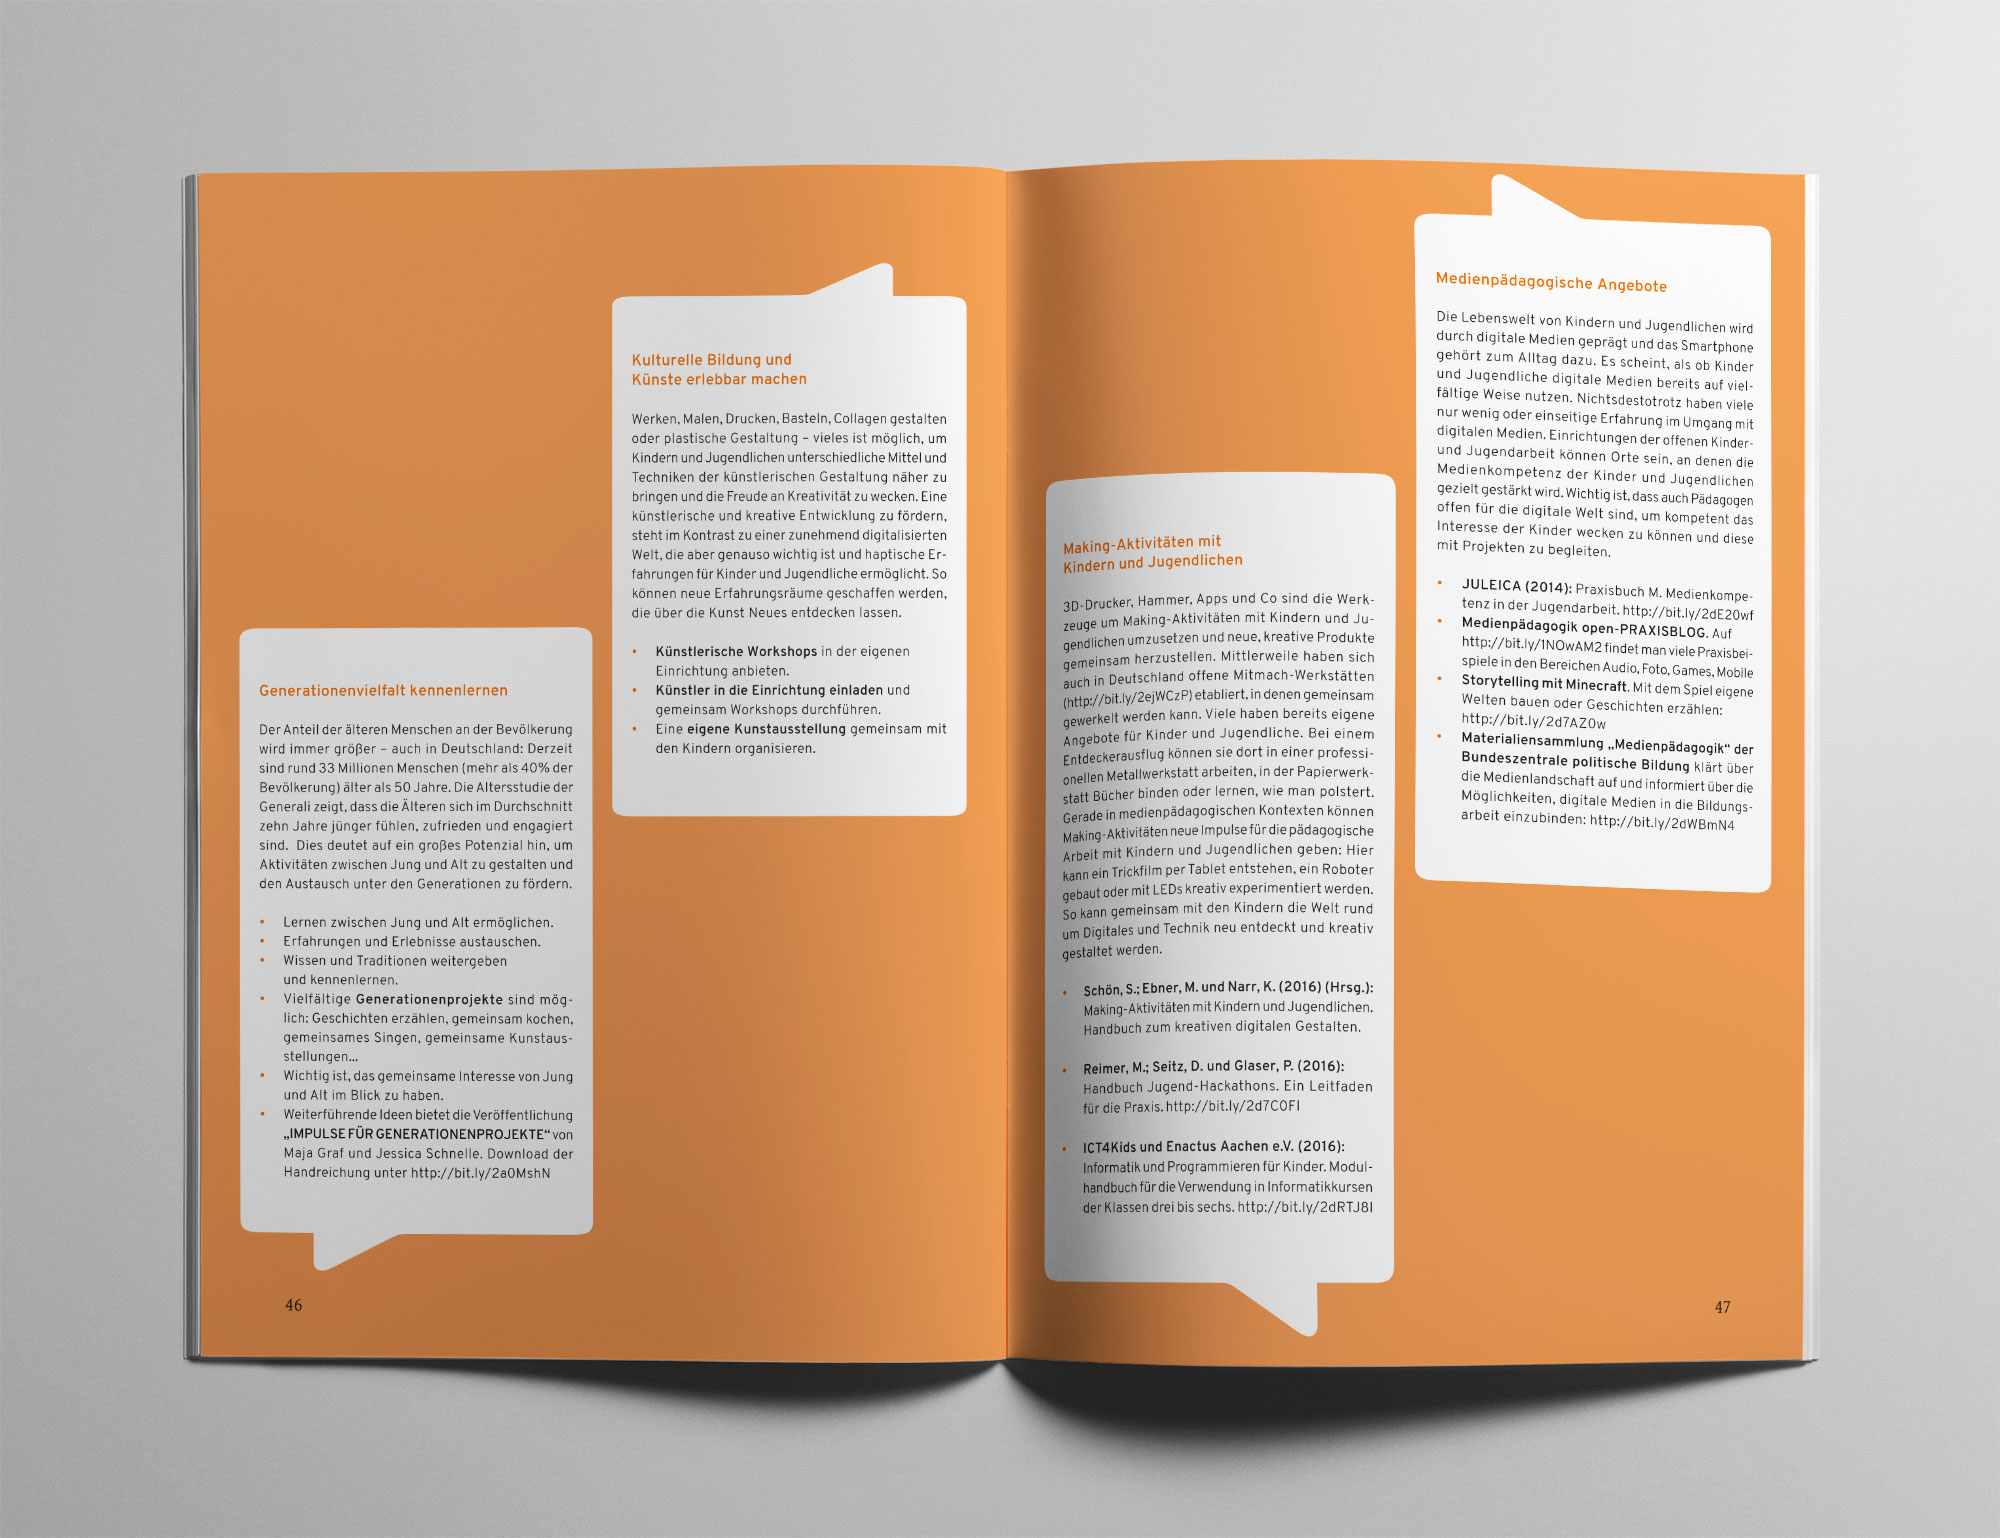 Generationenvielfalt kennenlernen
Der Anteil der älteren Menschen an der Bevölkerung
wird immer größer – auch in Deutschland: Derzeit
sind rund 33 Millionen Menschen (mehr als 40% der
Bevölkerung) älter als 50 Jahre. Die Altersstudie der
Generali zeigt, dass die Älteren sich im Durchschnitt
zehn Jahre jünger fühlen, zufrieden und engagiert
sind. Dies deutet auf ein großes Potenzial hin, um
Aktivitäten zwischen Jung und Alt zu gestalten und
den Austausch unter den Generationen zu fördern.
• Lernen zwischen Jung und Alt ermöglichen.
• Erfahrungen und Erlebnisse austauschen.
• Wissen und Traditionen weitergeben
und kennenlernen.
• Vielfältige Generationenprojekte sind mög-
lich: Geschichten erzählen, gemeinsam kochen,
gemeinsames Singen, gemeinsame Kunstaus-
stellungen...
• Wichtig ist, das gemeinsame Interesse von Jung
und Alt im Blick zu haben.
• Weiterführende Ideen bietet die Veröffentlichung
„IMPULSE FÜR GENERATIONENPROJEKTE“ von
Maja Graf und Jessica Schnelle. Download der
Handreichung unter http://bit.ly/2a0MshN
46
Kulturelle Bildung und
Künste erlebbar machen
Werken, Malen, Drucken, Basteln, Collagen gestalten
oder plastische Gestaltung – vieles ist möglich, um
Kindern und Jugendlichen unterschiedliche Mittel und
Techniken der künstlerischen Gestaltung näher zu
bringen und die Freude an Kreativität zu wecken. Eine
künstlerische und kreative Entwicklung zu fördern,
steht im Kontrast zu einer zunehmend digitalisierten
Welt, die aber genauso wichtig ist und haptische Er-
fahrungen für Kinder und Jugendliche ermöglicht. So
können neue Erfahrungsräume geschaffen werden,
die über die Kunst Neues entdecken lassen.
• Künstlerische Workshops in der eigenen
Einrichtung anbieten.
• Künstler in die Einrichtung einladen und
gemeinsam Workshops durchführen.
• Eine eigene Kunstausstellung gemeinsam mit
den Kindern organisieren.
Making-Aktivitäten mit
Kindern und Jugendlichen
3D-Drucker, Hammer, Apps und Co sind die Werk-
zeuge um Making-Aktivitäten mit Kindern und Ju-
gendlichen umzusetzen und neue, kreative Produkte
gemeinsam herzustellen. Mittlerweile haben sich
auch in Deutschland offene Mitmach-Werkstätten
(http://bit.ly/2ejWCzP) etabliert, in denen gemeinsam
gewerkelt werden kann. Viele haben bereits eigene
Angebote für Kinder und Jugendliche. Bei einem
Entdeckerausflug können sie dort in einer professi-
onellen Metallwerkstatt arbeiten, in der Papierwerk-
statt Bücher binden oder lernen, wie man polstert.
Gerade in medienpädagogischen Kontexten können
Making-Aktivitäten neue Impulse für die pädagogische
Arbeit mit Kindern und Jugendlichen geben: Hier
kann ein Trickfilm per Tablet entstehen, ein Roboter
gebaut oder mit LEDs kreativ experimentiert werden.
So kann gemeinsam mit den Kindern die Welt rund
um Digitales und Technik neu entdeckt und kreativ
gestaltet werden.
• Schön, S.; Ebner, M. und Narr, K. (2016) (Hrsg.):
Making-Aktivitäten mit Kindern und Jugendlichen.
Handbuch zum kreativen digitalen Gestalten.
• Reimer, M.; Seitz, D. und Glaser, P. (2016):
Handbuch Jugend-Hackathons. Ein Leitfaden
für die Praxis. http://bit.ly/2d7C0FI
• ICT4Kids und Enactus Aachen e.V. (2016):
Informatik und Programmieren für Kinder. Modul-
handbuch für die Verwendung in Informatikkursen
der Klassen drei bis sechs. http://bit.ly/2dRTJ8I
Medienpädagogische Angebote
Die Lebenswelt von Kindern und Jugendlichen wird
durch digitale Medien geprägt und das Smartphone
gehört zum Alltag dazu. Es scheint, als ob Kinder
und Jugendliche digitale Medien bereits auf viel-
fältige Weise nutzen. Nichtsdestotrotz haben viele
nur wenig oder einseitige Erfahrung im Umgang mit
digitalen Medien. Einrichtungen der offenen Kinder-
und Jugendarbeit können Orte sein, an denen die
Medienkompetenz der Kinder und Jugendlichen
gezielt gestärkt wird. Wichtig ist, dass auch Pädagogen
offen für die digitale Welt sind, um kompetent das
Interesse der Kinder wecken zu können und diese
mit Projekten zu begleiten.
• JULEICA (2014): Praxisbuch M. Medienkompe-
tenz in der Jugendarbeit. http://bit.ly/2dE20wf
• Medienpädagogik open-PRAXISBLOG. Auf
http://bit.ly/1NOwAM2 findet man viele Praxisbei-
spiele in den Bereichen Audio, Foto, Games, Mobile
• Storytelling mit Minecraft. Mit dem Spiel eigene
Welten bauen oder Geschichten erzählen:
http://bit.ly/2d7AZ0w
• Materialiensammlung „Medienpädagogik“ der
Bundeszentrale politische Bildung klärt über
die Medienlandschaft auf und informiert über die
Möglichkeiten, digitale Medien in die Bildungs-
arbeit einzubinden: http://bit.ly/2dWBmN4
47